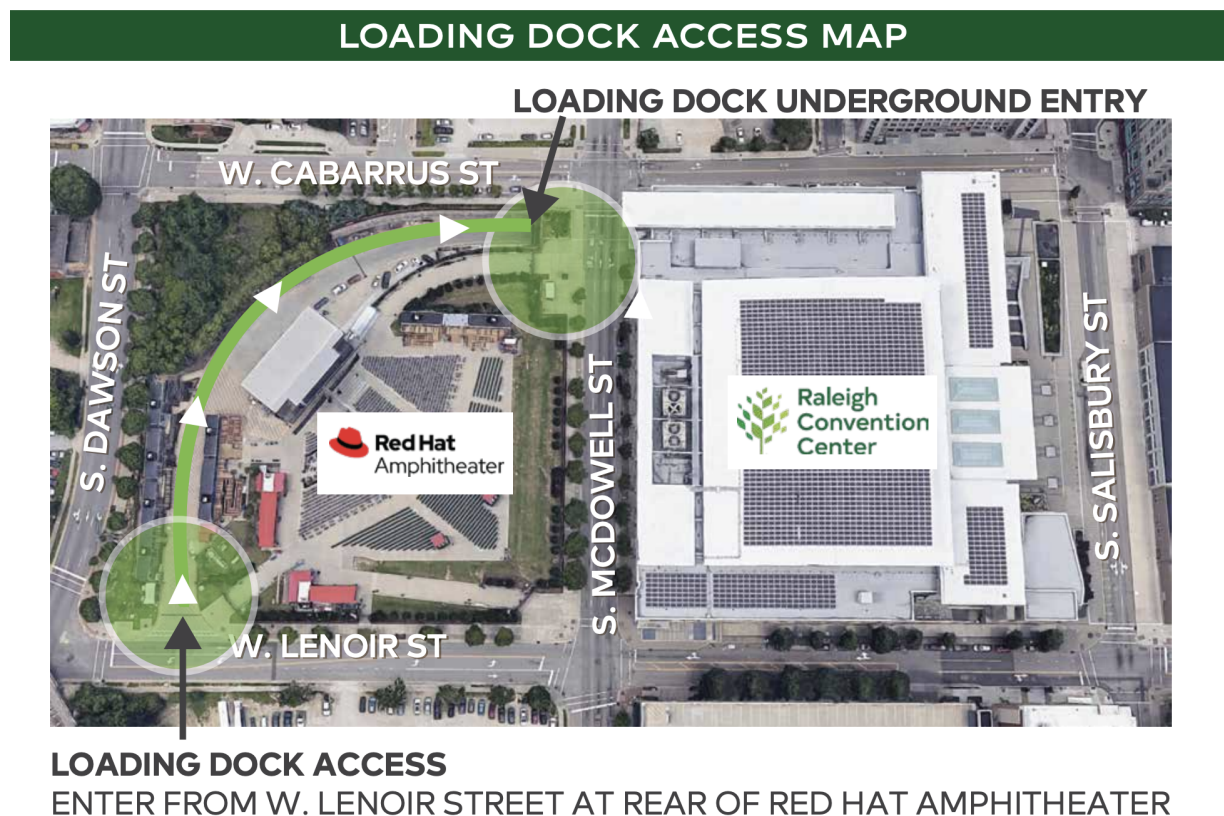 LOADING DOCK ACCESS MAP
LOADING DOCK UNDERGROUND ENTRY
W. CABARRUS ST
S. DAWSON ST
Red Hat
Amphitheater
S. MCDOWELL ST
Raleigh
Convention
Center
S. SALISBURY ST
W. LENOIR ST
LOADING DOCK ACCESS
ENTER FROM W. LENOIR STREET AT REAR OF RED HAT AMPHITHEATER